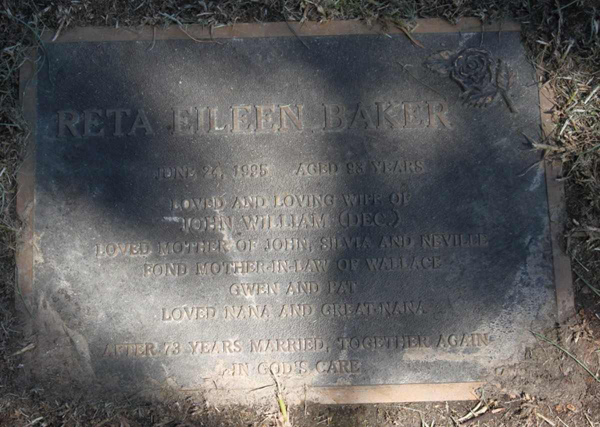 RETA EILEEN BAKER
JUNE 24, 1985 AGED 93 YEARS
LOVED AND LOVING WIFE OF
JOHN WILLIAM (DEC.)
LOVED MOTHER OF JOHN, SILVIA AND NEVILLE
FOND MOTHER-IN-LAW OF WALLACE
GWEN AND PAT
LOVED NANA AND GREAT-NANA
AFTER 73 YEARS MARRIED, TOGETHER AGAIN
IN GOD'S CARE